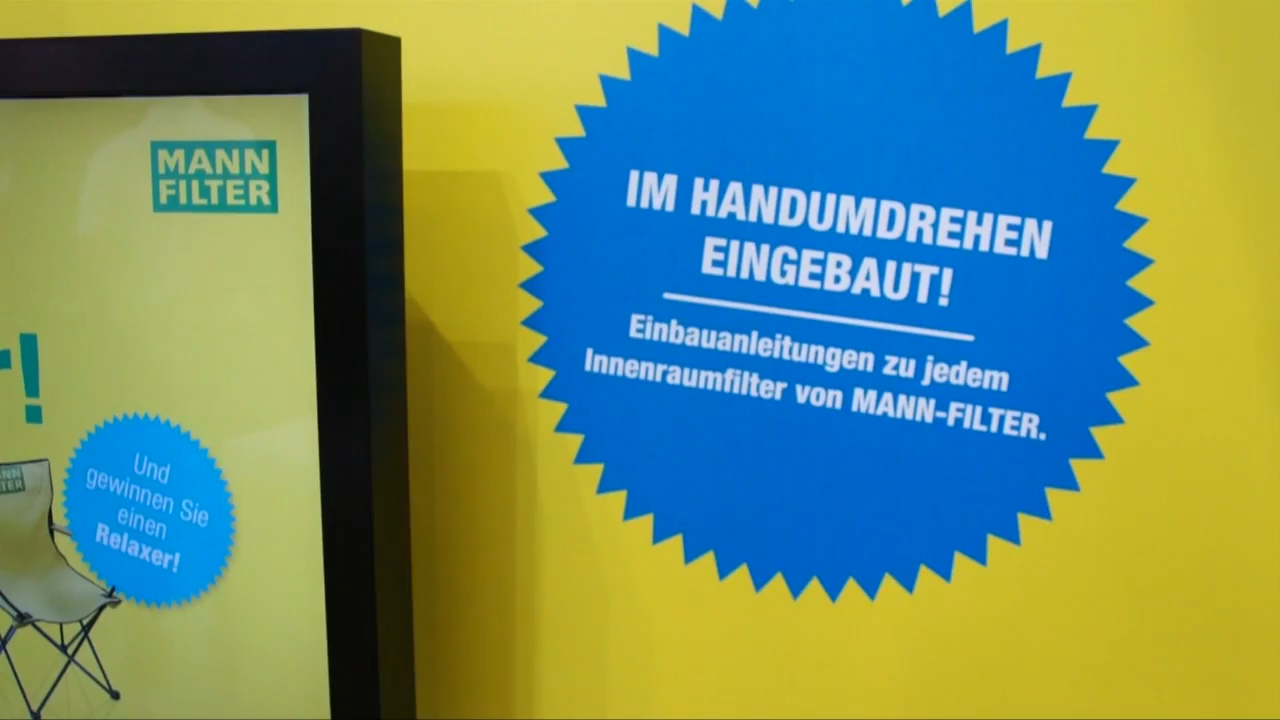 MANN
FILTER
r!
Und
gewinnen Sie
einen
Relaxer!
IM HANDUMDREHEN
EINGEBAUT!
Einbauanleitungen zu jedem
Innenraumfilter von MANN-FILTER.